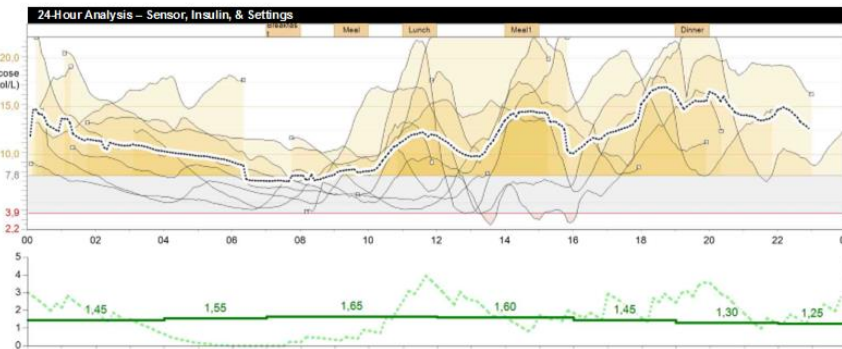 24-Hour Analysis – Sensor, Insulin, & Settings
Breakfas
t
Meal
Lunch
Meal1
Dinner
20,0
cose
ol/L)
15,0
10,0
7,8
3,9
2,2
00 02 04 06 08 10 12 14 16 18 20 22 0
5
4
3
2
1
0
1,45 1,55 1,65 1,60 1,45 1,30 1,25